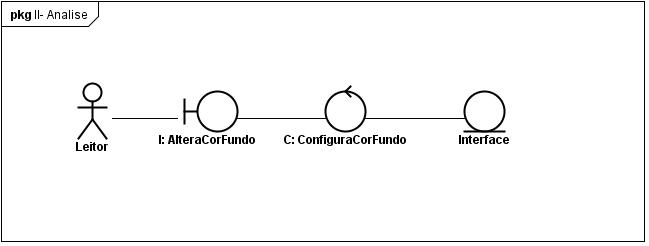 pkg II- Analise
Leitor
I: AlteraCorFundo
C: ConfiguraCorFundo
Interface